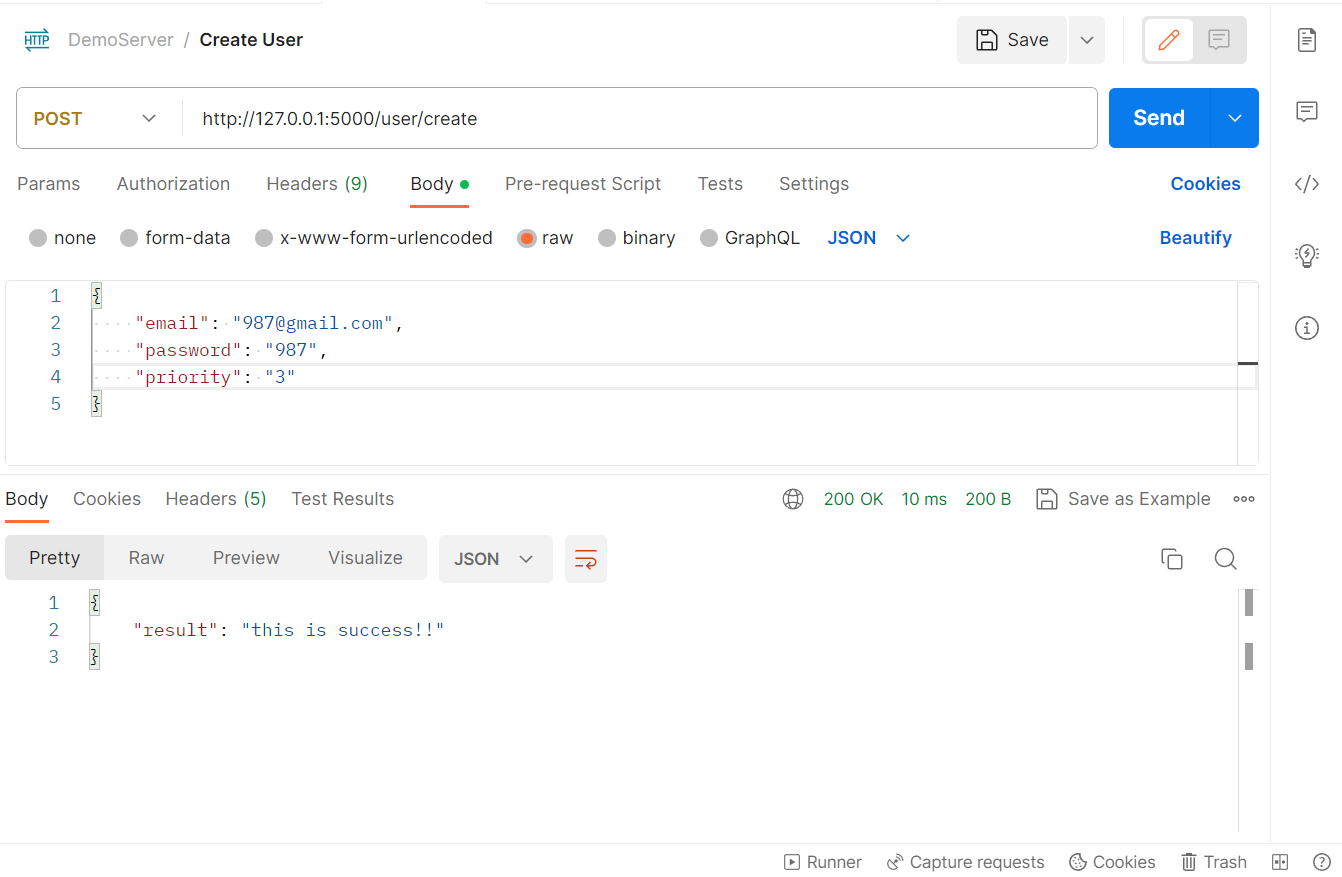 HTTP DemoServer / Create User Save
POST http://127.0.0.1:5000/user/create Send
Params Authorization Headers (9) Body Pre-request Script Tests Settings Cookies
none form-data x-www-form-urlencoded raw binary GraphQL JSON Beautify
1 {
2 "email": "987@gmail.com",
3 "password": "987",
4 "priority": "3"
5 }
Body Cookies Headers (5) Test Results 200 OK 10 ms 200 B Save as Example
Pretty Raw Preview Visualize JSON
1 {
2 "result": "this is success!!"
3 }
Runner Capture requests Cookies Trash